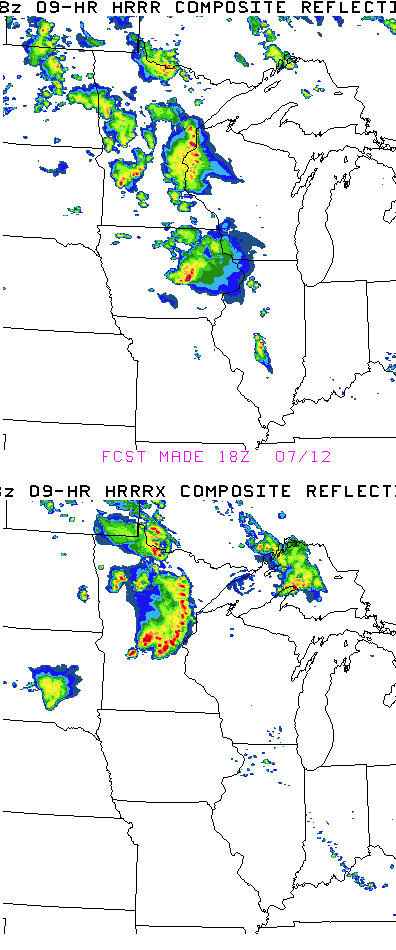 8z 09-HR HRRR COMPOSITE REFLECTI
FCST MADE 18Z 07/12
8z 09-HR HRRRX COMPOSITE REFLECTI